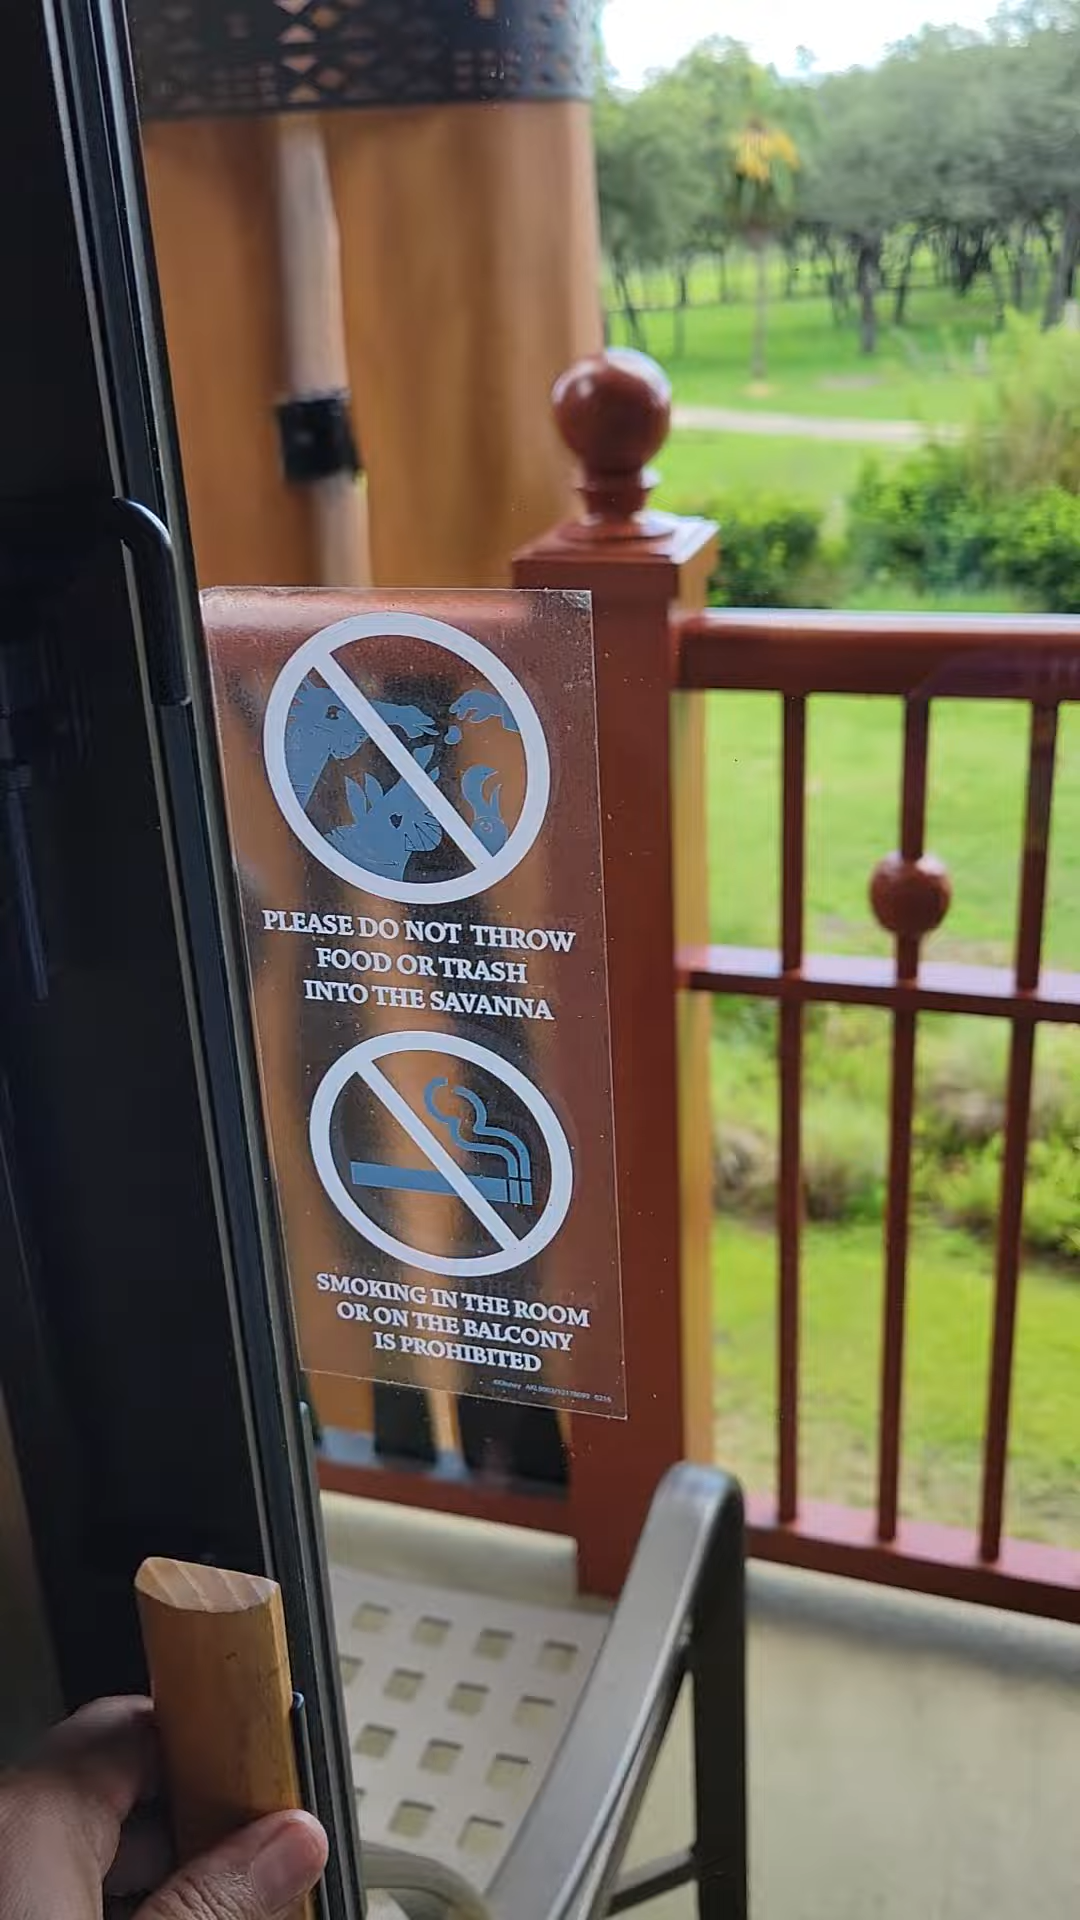 PLEASE DO NOT THROW
FOOD OR TRASH
INTO THE SAVANNA
SMOKING IN THE ROOM
OR ON THE BALCONY
IS PROHIBITED
©Disney